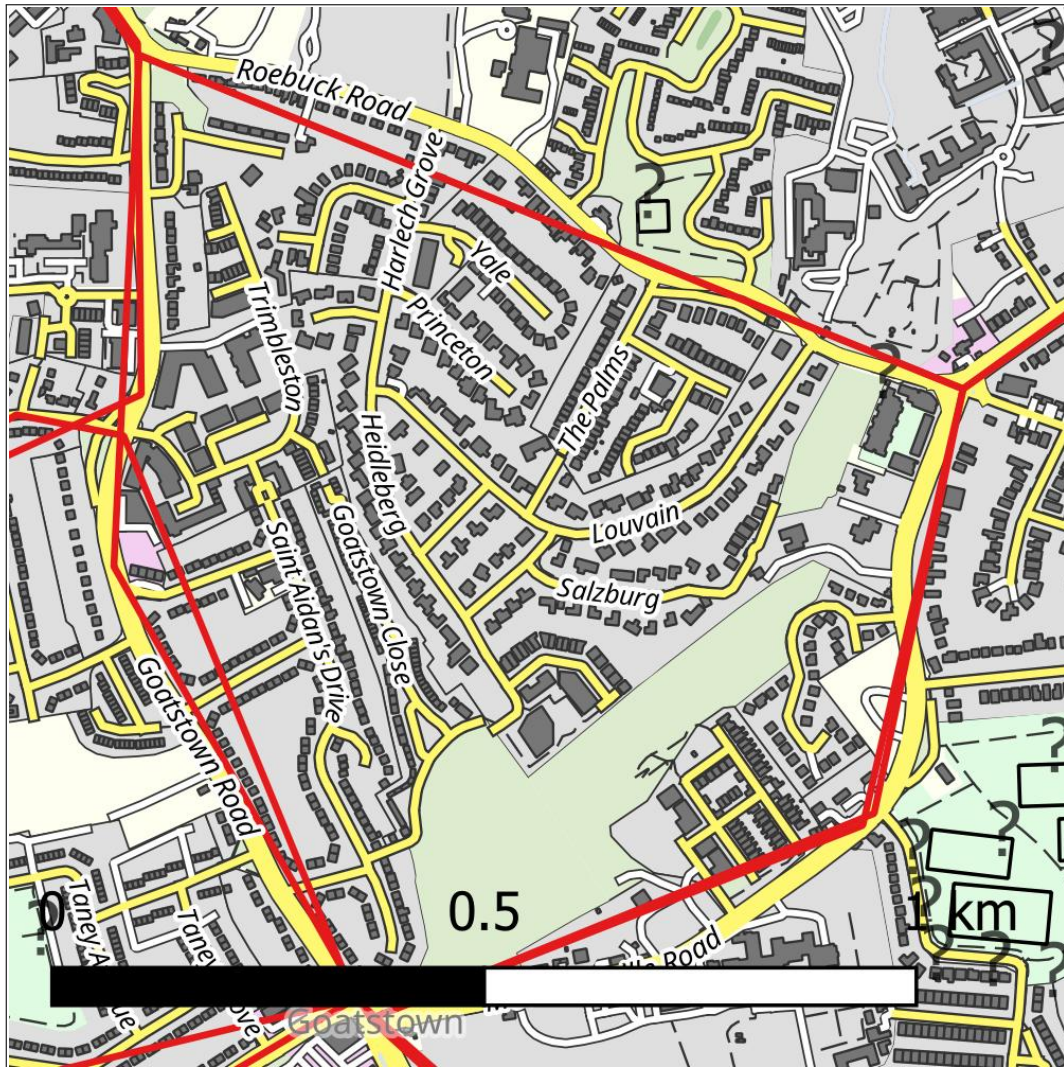 Roebuck Road
Harlech Grove
Yale
Trimbleston
Princeton
The Palms
Heidleberg
Louvain
Goatstown Close
Saint Aidan's Drive
Salzburg
Goatstown Road
0
0.5
1 km
Road
Goatstown
?
?
?
?
?
?
?
?
?